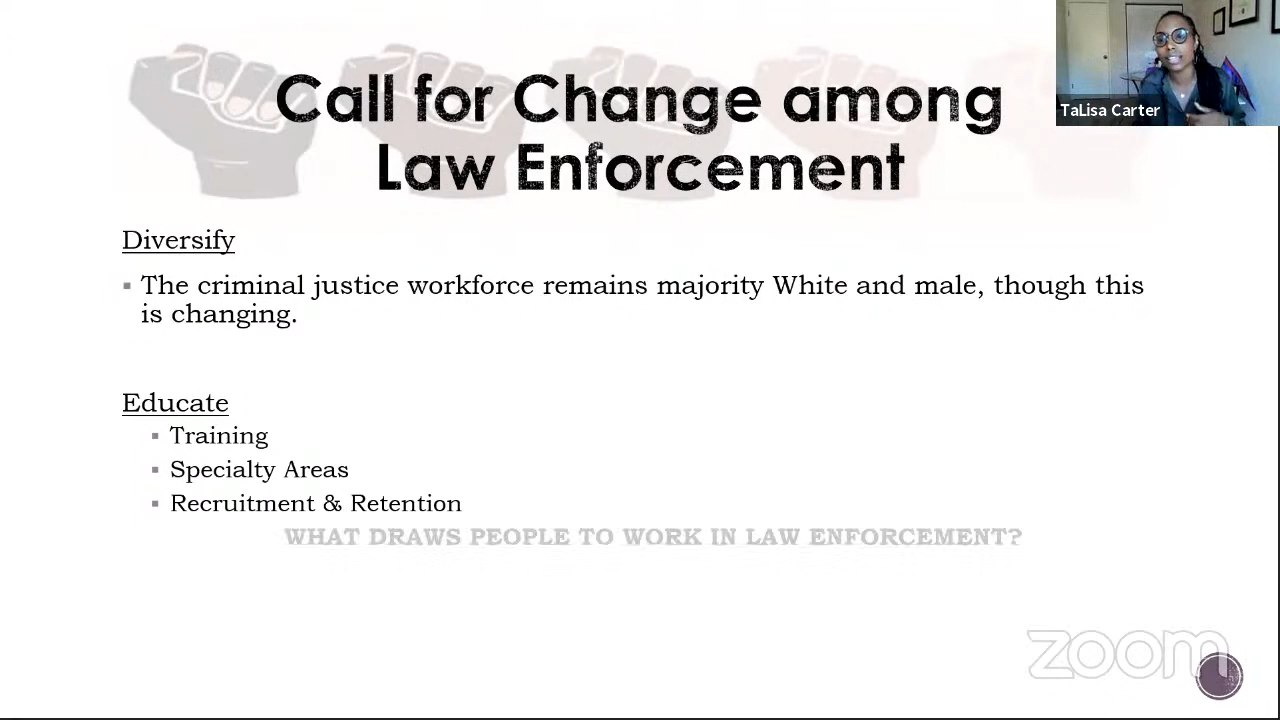 Call for Change among
Law Enforcement
TaLisa Carter
Diversify
▪ The criminal justice workforce remains majority White and male, though this
is changing.
Educate
▪ Training
▪ Specialty Areas
▪ Recruitment & Retention
WHAT DRAWS PEOPLE TO WORK IN LAW ENFORCEMENT?
zoom